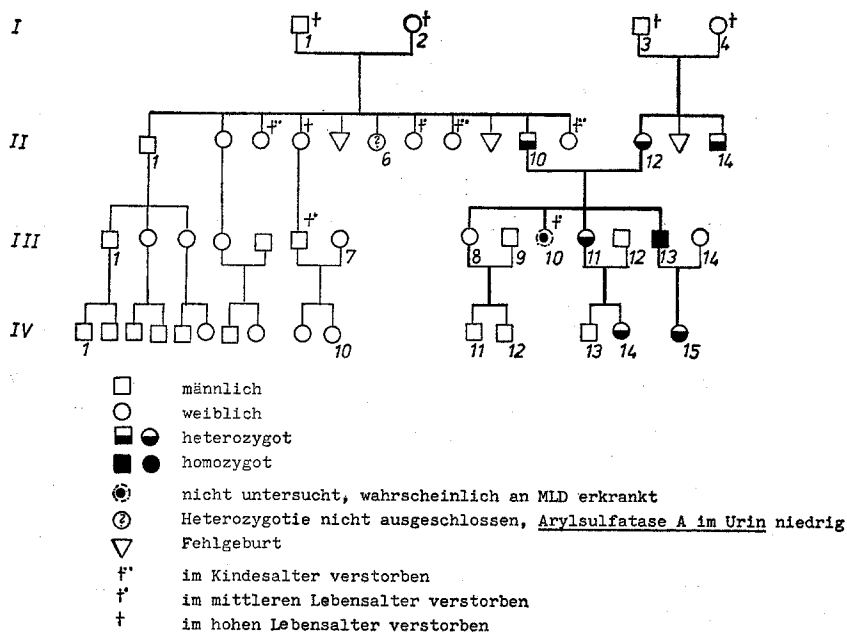 I
1 2 3 4
II
1 6 10 12 14
III
1 7 8 9 10 11 12 13 14
IV
1 10 11 12 13 14 15
männlich
weiblich
heterozygot
homozygot
nicht untersucht, wahrscheinlich an MLD erkrankt
? Heterozygotie nicht ausgeschlossen, Arylsulfatase A im Urin niedrig
Fehlgeburt
im Kindesalter verstorben
im mittleren Lebensalter verstorben
im hohen Lebensalter verstorben